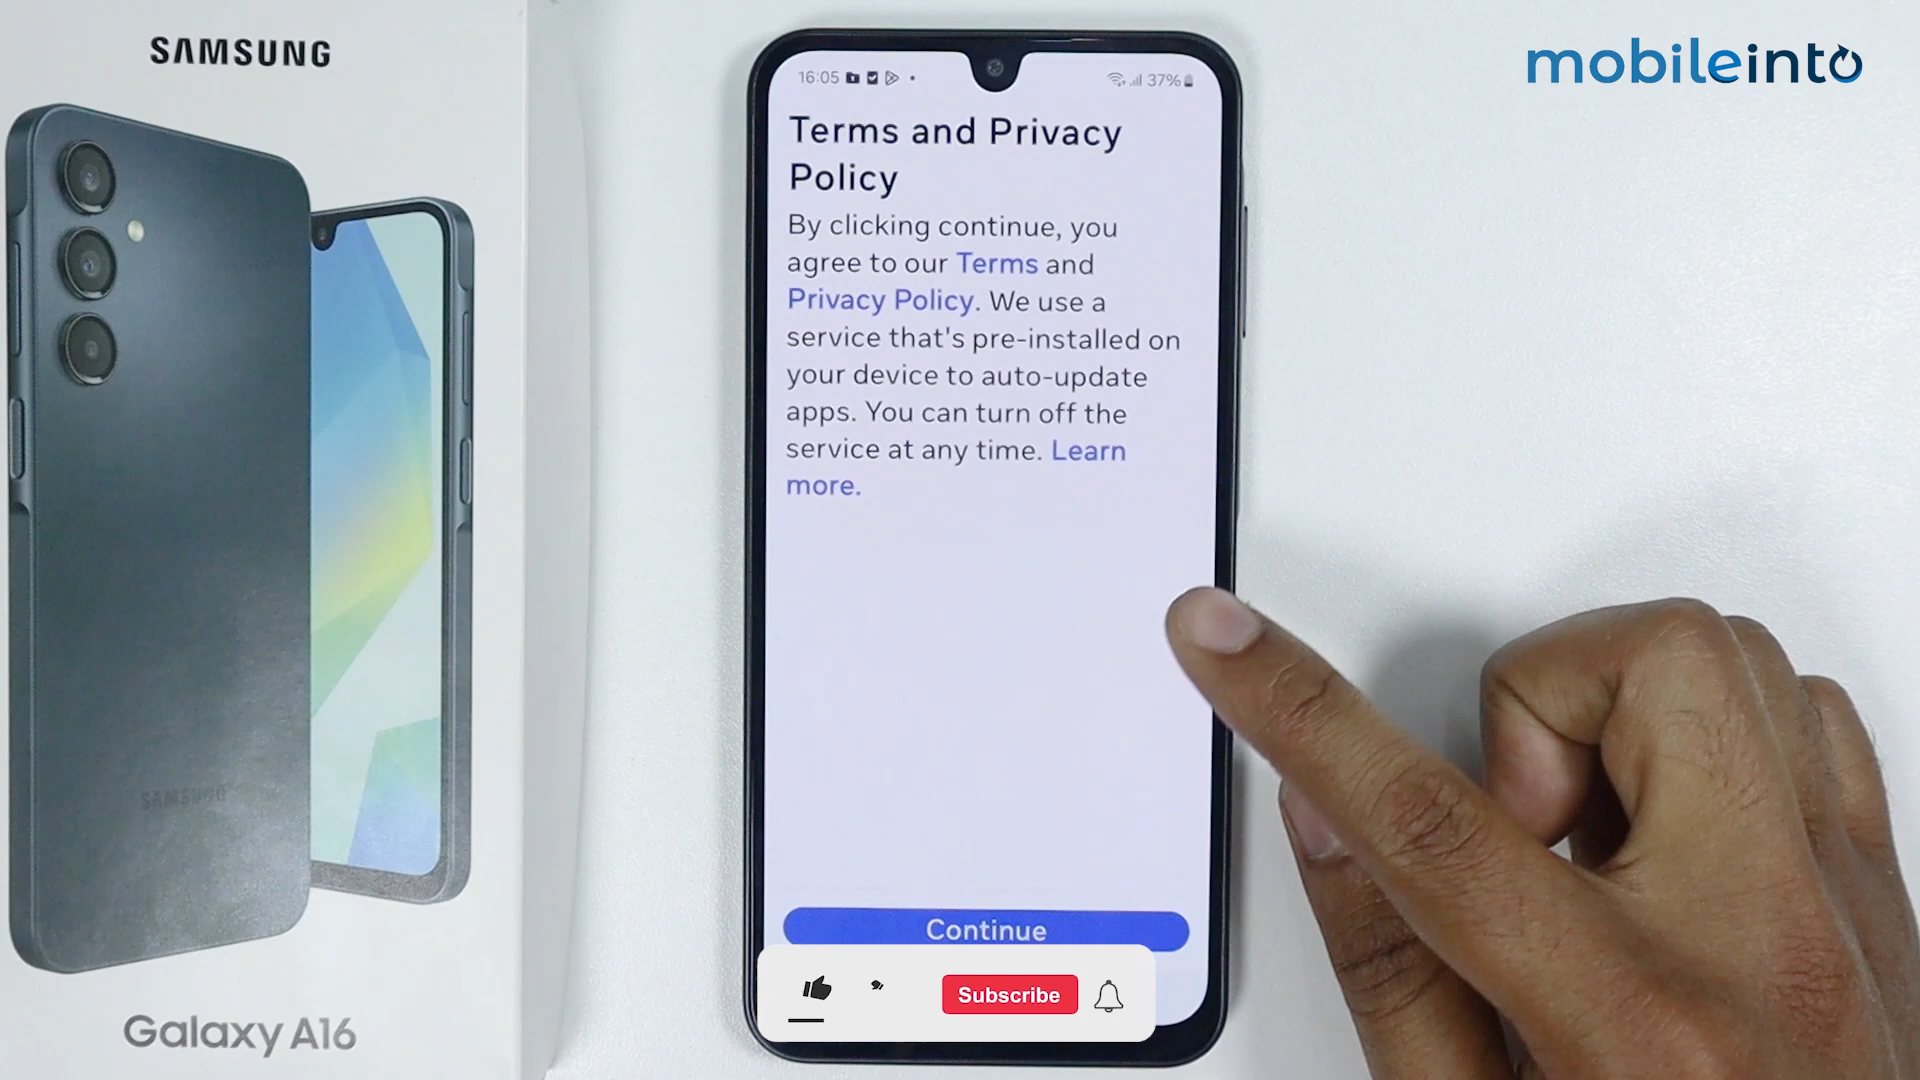 SAMSUNG
SAMSUNG
Galaxy A16
16:05
37%
Terms and Privacy
Policy
By clicking continue, you
agree to our Terms and
Privacy Policy. We use a
service that's pre-installed on
your device to auto-update
apps. You can turn off the
service at any time. Learn
more.
Continue
Subscribe
mobileinto